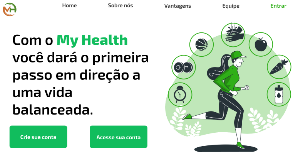 MH
Home
Sobre nós
Vantagens
Equipe
Entrar
Com o My Health
você dará o primeira
passo em direção a
uma vida
balanceada.
Crie sua conta
Acesse sua conta